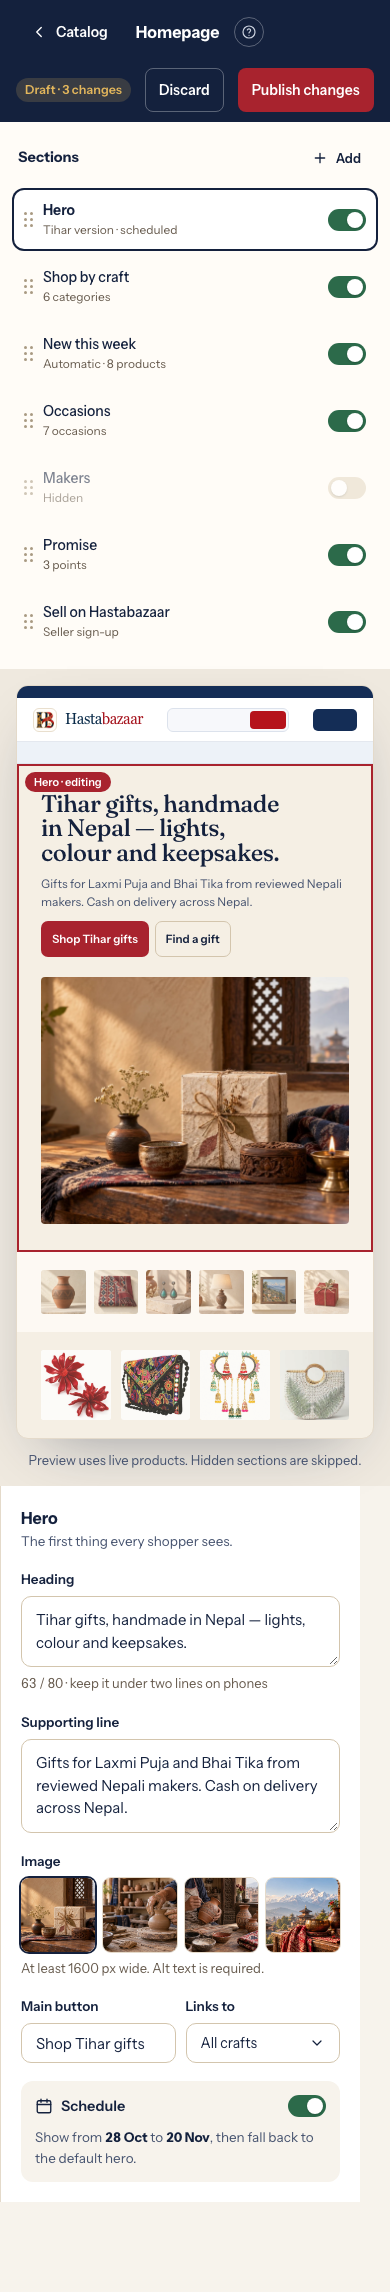 Catalog
Homepage
Draft · 3 changes
Discard
Publish changes
Sections
Add
Hero
Tihar version · scheduled
Shop by craft
6 categories
New this week
Automatic · 8 products
Occasions
7 occasions
Makers
Hidden
Promise
3 points
Sell on Hastabazaar
Seller sign-up
Hastabazaar
Hero · editing
Tihar gifts, handmade
in Nepal — lights,
colour and keepsakes.
Gifts for Laxmi Puja and Bhai Tika from reviewed Nepali
makers. Cash on delivery across Nepal.
Shop Tihar gifts
Find a gift
Preview uses live products. Hidden sections are skipped.
Hero
The first thing every shopper sees.
Heading
Tihar gifts, handmade in Nepal — lights,
colour and keepsakes.
63 / 80 · keep it under two lines on phones
Supporting line
Gifts for Laxmi Puja and Bhai Tika from
reviewed Nepali makers. Cash on delivery
across Nepal.
Image
At least 1600 px wide. Alt text is required.
Main button
Links to
Shop Tihar gifts
All crafts
Schedule
Show from 28 Oct to 20 Nov, then fall back to
the default hero.